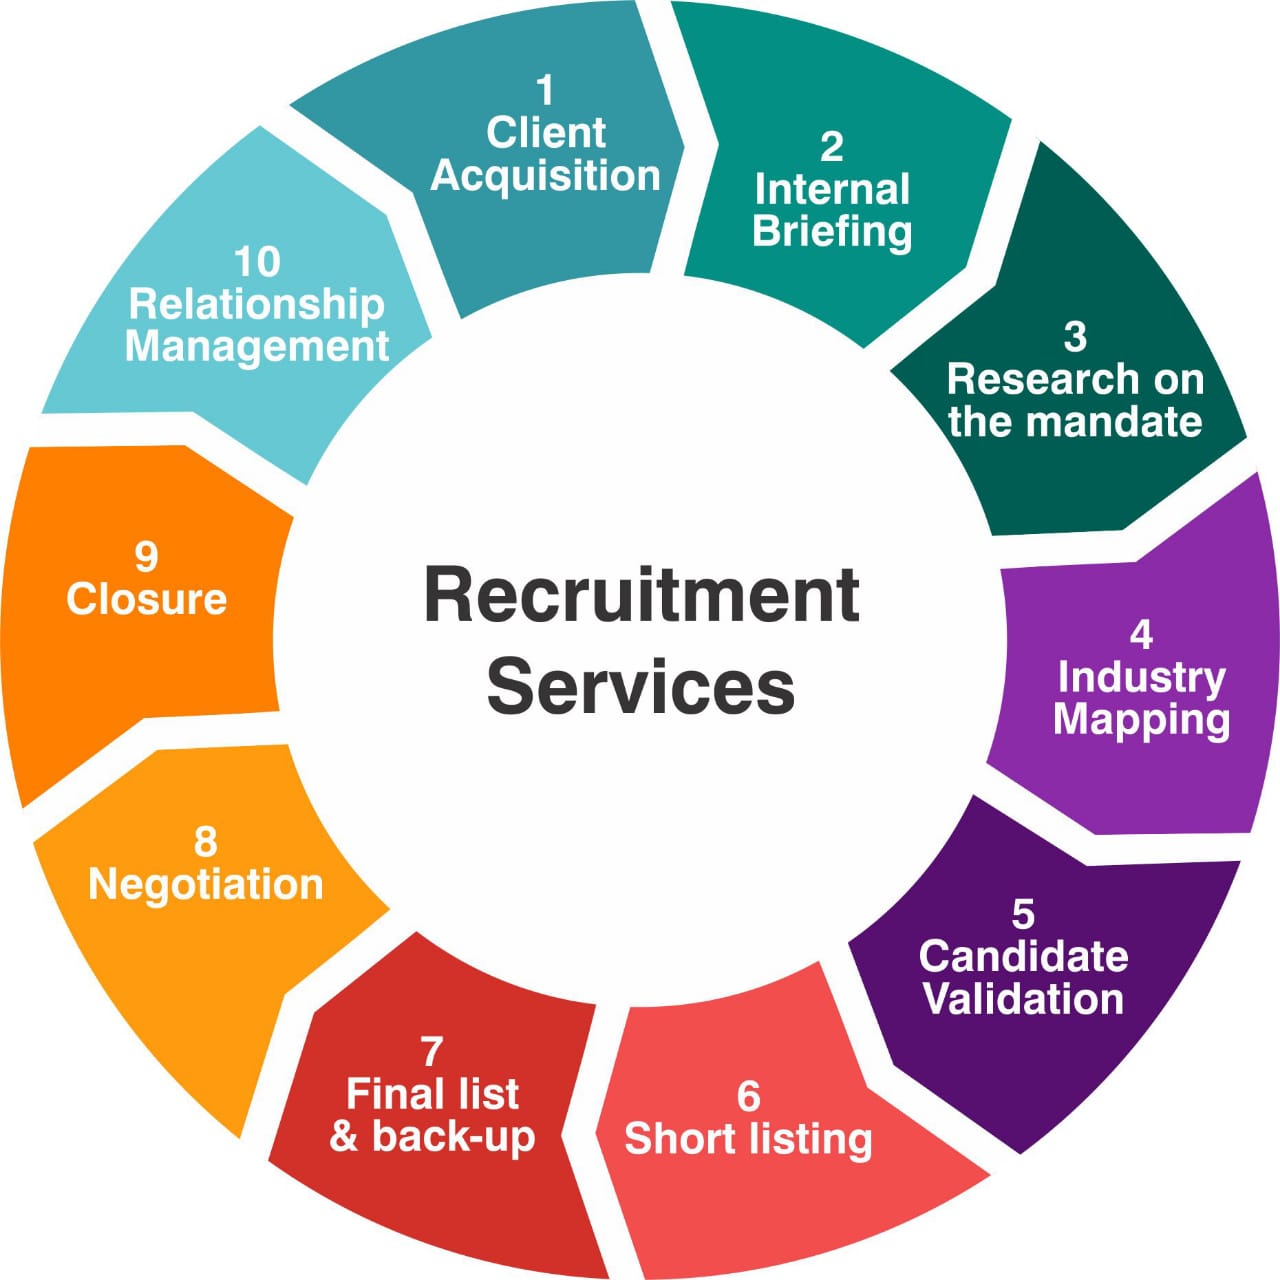 1
Client
Acquisition
2
Internal
Briefing
3
Research on
the mandate
4
Industry
Mapping
5
Candidate
Validation
6
Short listing
7
Final list
& back-up
8
Negotiation
9
Closure
10
Relationship
Management
Recruitment
Services